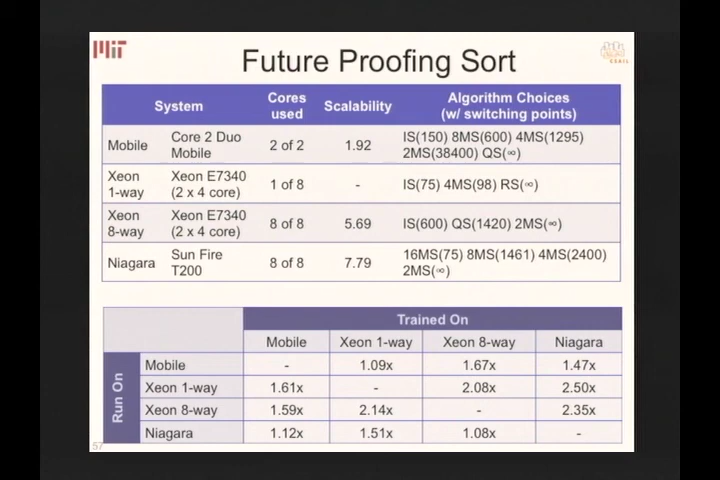 MIT
Future Proofing Sort
CSAIL
System Cores used Scalability Algorithm Choices (w/ switching points)
Mobile Core 2 Duo Mobile 2 of 2 1.92 IS(150) 8MS(600) 4MS(1295) 2MS(38400) QS(∞)
Xeon 1-way Xeon E7340 (2 x 4 core) 1 of 8 - IS(75) 4MS(98) RS(∞)
Xeon 8-way Xeon E7340 (2 x 4 core) 8 of 8 5.69 IS(600) QS(1420) 2MS(∞)
Niagara Sun Fire T200 8 of 8 7.79 16MS(75) 8MS(1461) 4MS(2400) 2MS(∞)
Trained On
Mobile Xeon 1-way Xeon 8-way Niagara
Run On
Mobile - 1.09x 1.67x 1.47x
Xeon 1-way 1.61x - 2.08x 2.50x
Xeon 8-way 1.59x 2.14x - 2.35x
Niagara 1.12x 1.51x 1.08x -
57